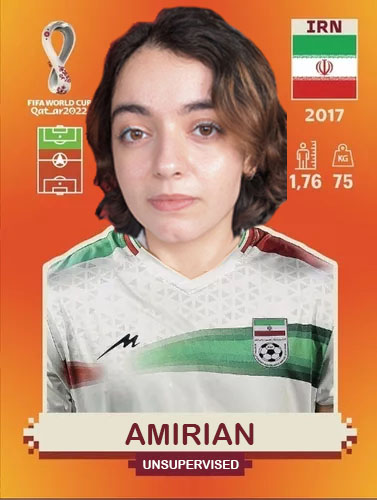 IRN
FIFA WORLD CUP
Qatar2022
2017
KG
1,76 75
AMIRIAN
UNSUPERVISED